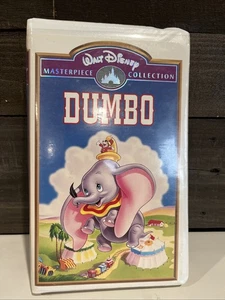 WALT DISNEY
MASTERPIECE COLLECTION
DUMBO